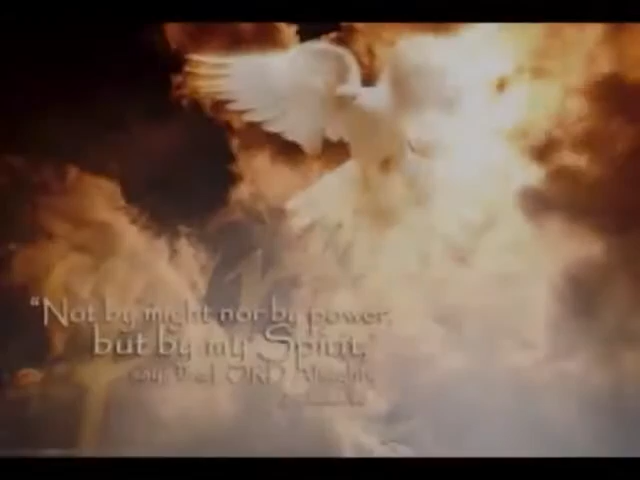 “Not by might nor by power,
but by my Spirit,”
says the LORD Almighty